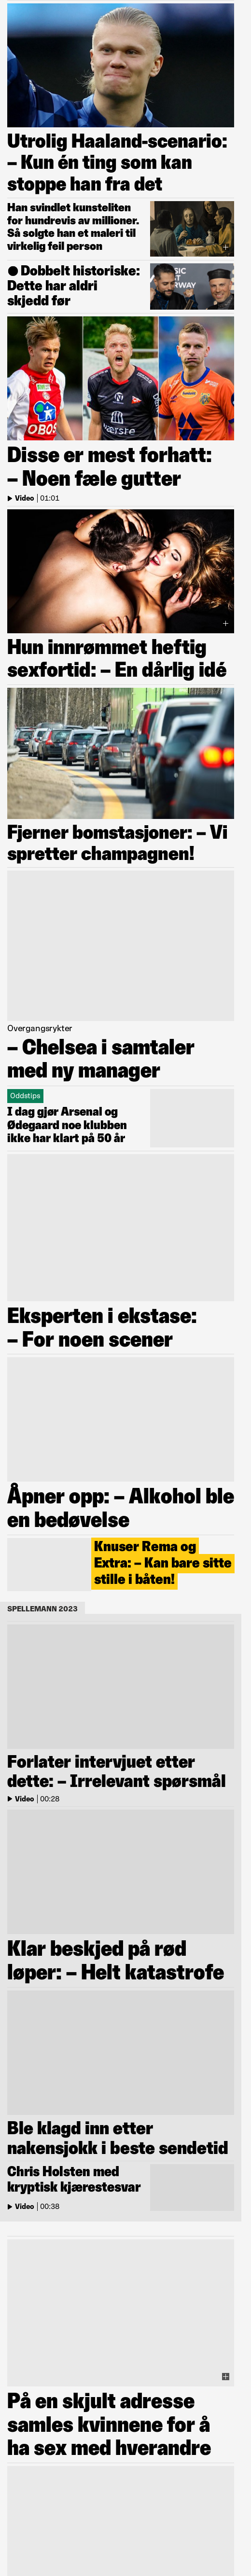 Utrolig Haaland-scenario:
– Kun én ting som kan
stoppe han fra det
Han svindlet kunsteliten
for hundrevis av millioner.
Så solgte han et maleri til
virkelig feil person
Dobbelt historiske:
Dette har aldri
skjedd før
OBOS
Disse er mest forhatt:
– Noen fæle gutter
Video | 01:01
Hun innrømmet heftig
sexfortid: – En dårlig idé
Fjerner bomstasjoner: – Vi
spretter champagnen!
Overgangsrykter
– Chelsea i samtaler
med ny manager
Oddstips
I dag gjør Arsenal og
Ødegaard noe klubben
ikke har klart på 50 år
Eksperten i ekstase:
– For noen scener
Åpner opp: – Alkohol ble
en bedøvelse
Knuser Rema og
Extra: – Kan bare sitte
stille i båten!
SPELLEMANN 2023
Forlater intervjuet etter
dette: – Irrelevant spørsmål
Video | 00:28
Klar beskjed på rød
løper: – Helt katastrofe
Ble klagd inn etter
nakensjokk i beste sendetid
Chris Holsten med
kryptisk kjærestesvar
Video | 00:38
På en skjult adresse
samles kvinnene for å
ha sex med hverandre